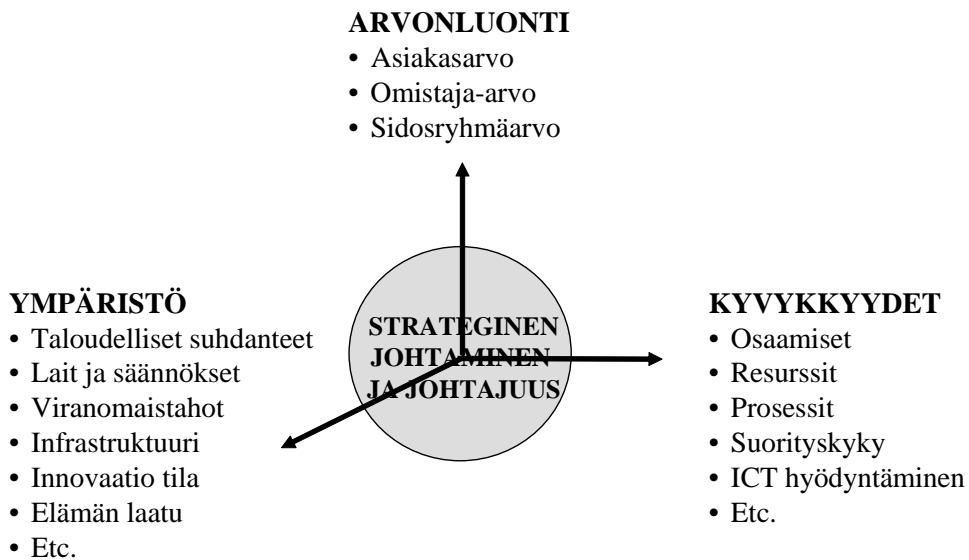 ARVONLUONTI
• Asiakasarvo
• Omistaja-arvo
• Sidosryhmäarvo
YMPÄRISTÖ
• Taloudelliset suhdanteet
• Lait ja säännökset
• Viranomaistahot
• Infrastruktuuri
• Innovaatio tila
• Elämän laatu
• Etc.
STRATEGINEN
JOHTAMINEN
JA JOHTAJUUS
KYVYKKYYDET
• Osaamiset
• Resurssit
• Prosessit
• Suorityskyky
• ICT hyödyntäminen
• Etc.